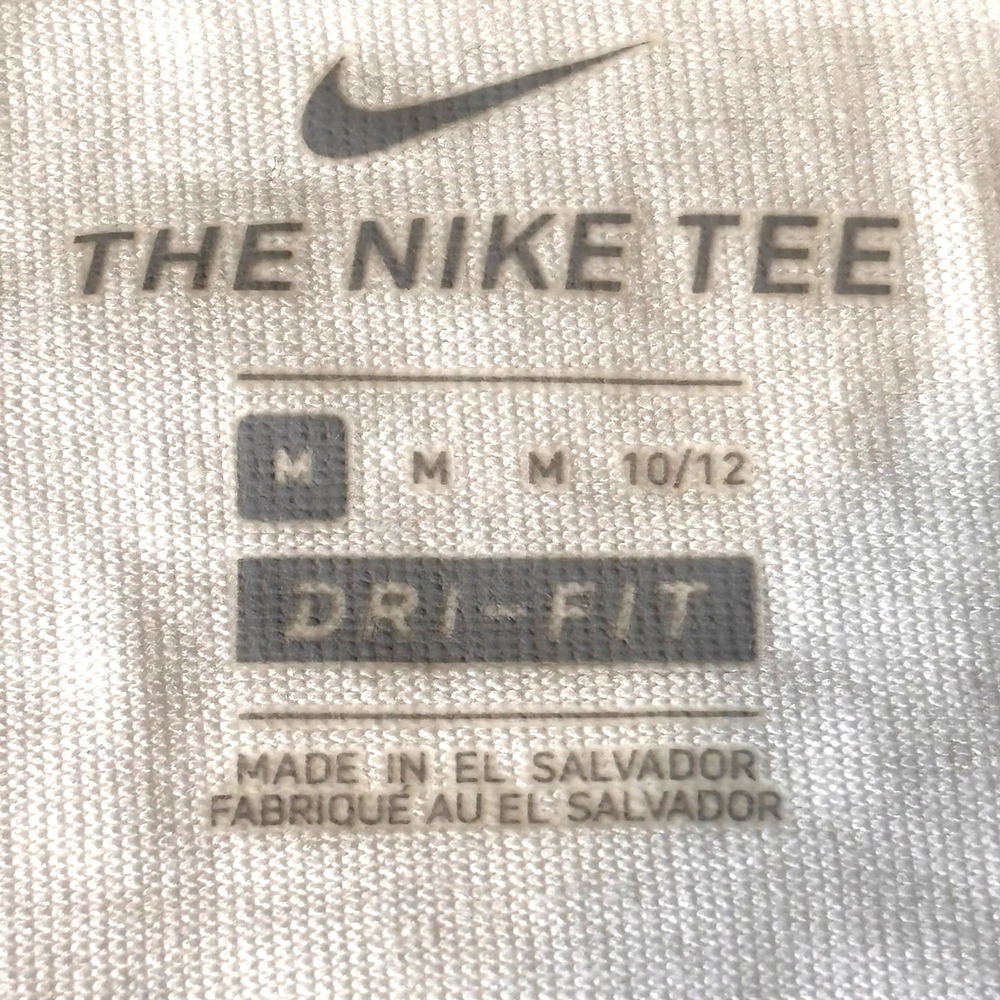 THE NIKE TEE
M M M 10/12
DRI-FIT
MADE IN EL SALVADOR
FABRIQUÉ AU EL SALVADOR